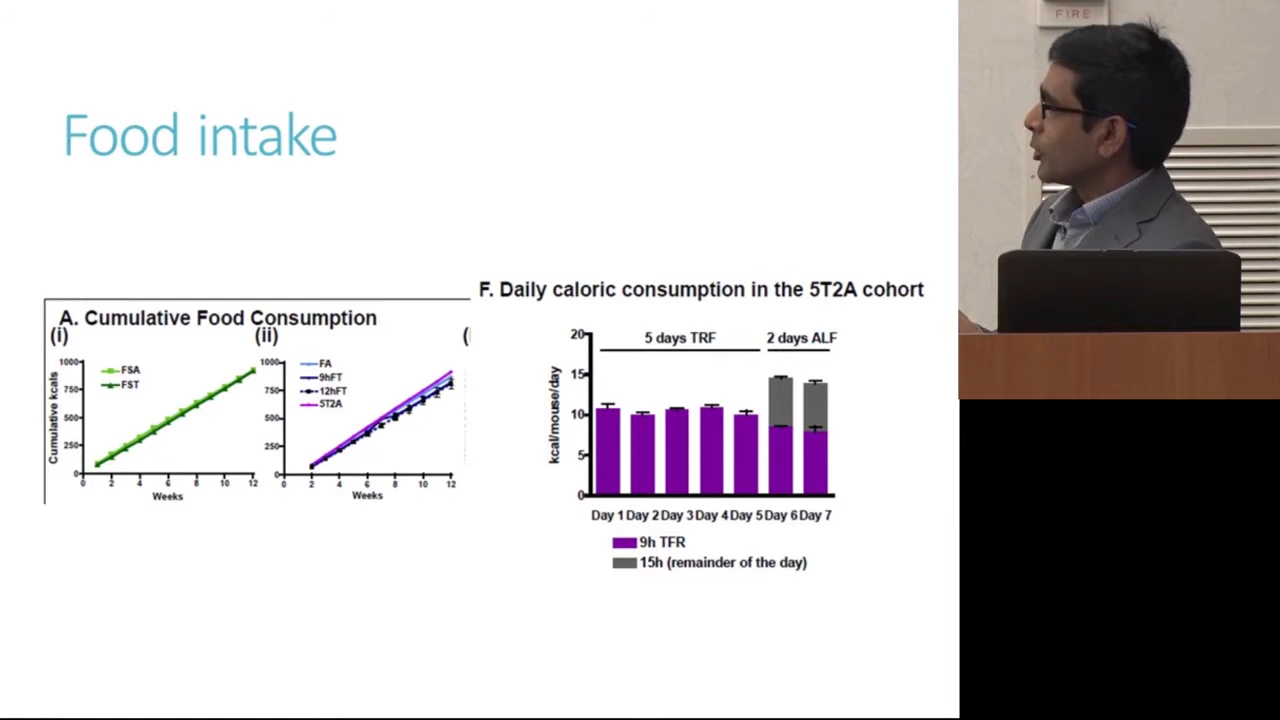 FIRE
Food intake
A. Cumulative Food Consumption
(i)
(ii)
(i
FSA
FST
Cumulative kcals
1000
750
500
250
0
0 2 4 6 8 10 12
Weeks
FA
9hFT
12hFT
5T2A
1000
750
500
250
0
0 2 4 6 8 10 12
Weeks
F. Daily caloric consumption in the 5T2A cohort
5 days TRF
2 days ALF
kcal/mouse/day
20
15
10
5
0
Day 1 Day 2 Day 3 Day 4 Day 5 Day 6 Day 7
9h TFR
15h (remainder of the day)